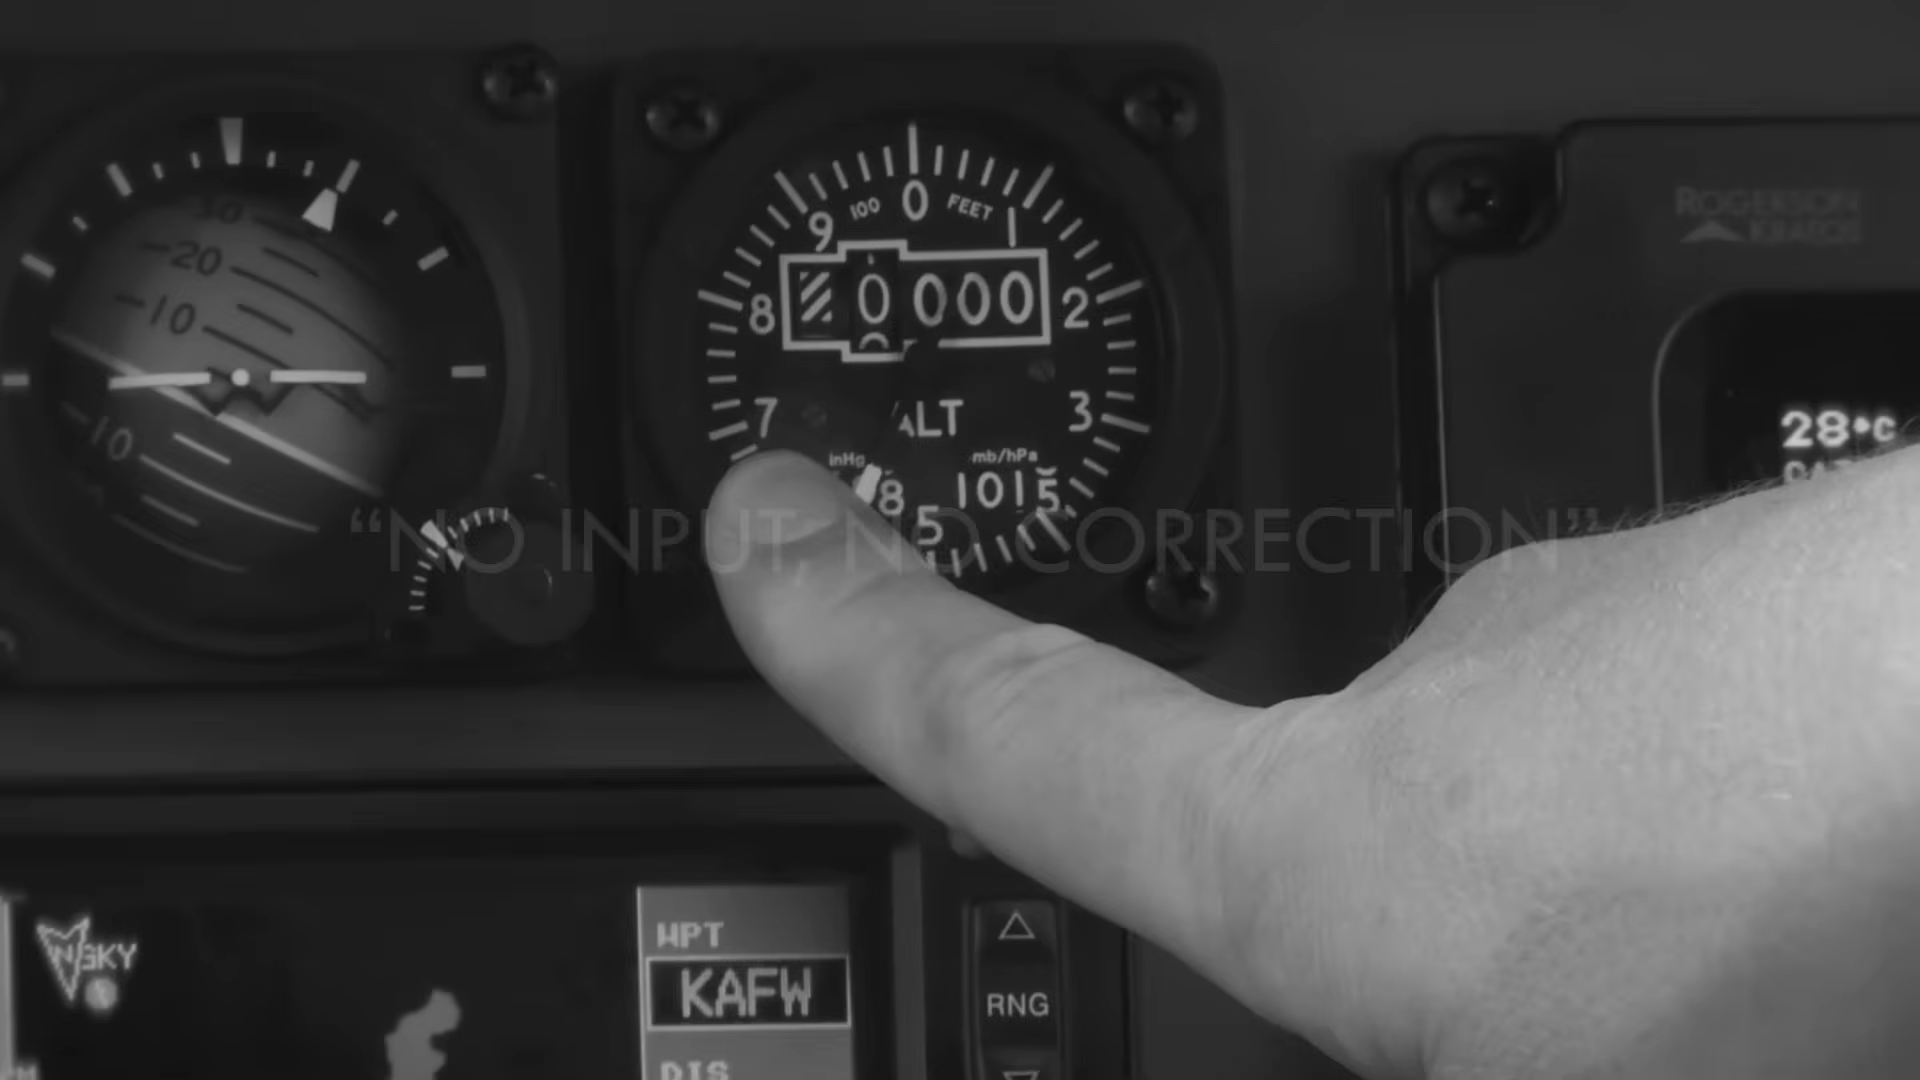 30
20
10
10
9 100 0 FEET 1
8 0 000 2
7 ALT 3
inHg mb/hPa
8 1015
5
"NO INPUT, NO CORRECTION"
ROGERSON
KRATOS
28°C
WPT
KAFW
DIS
RNG